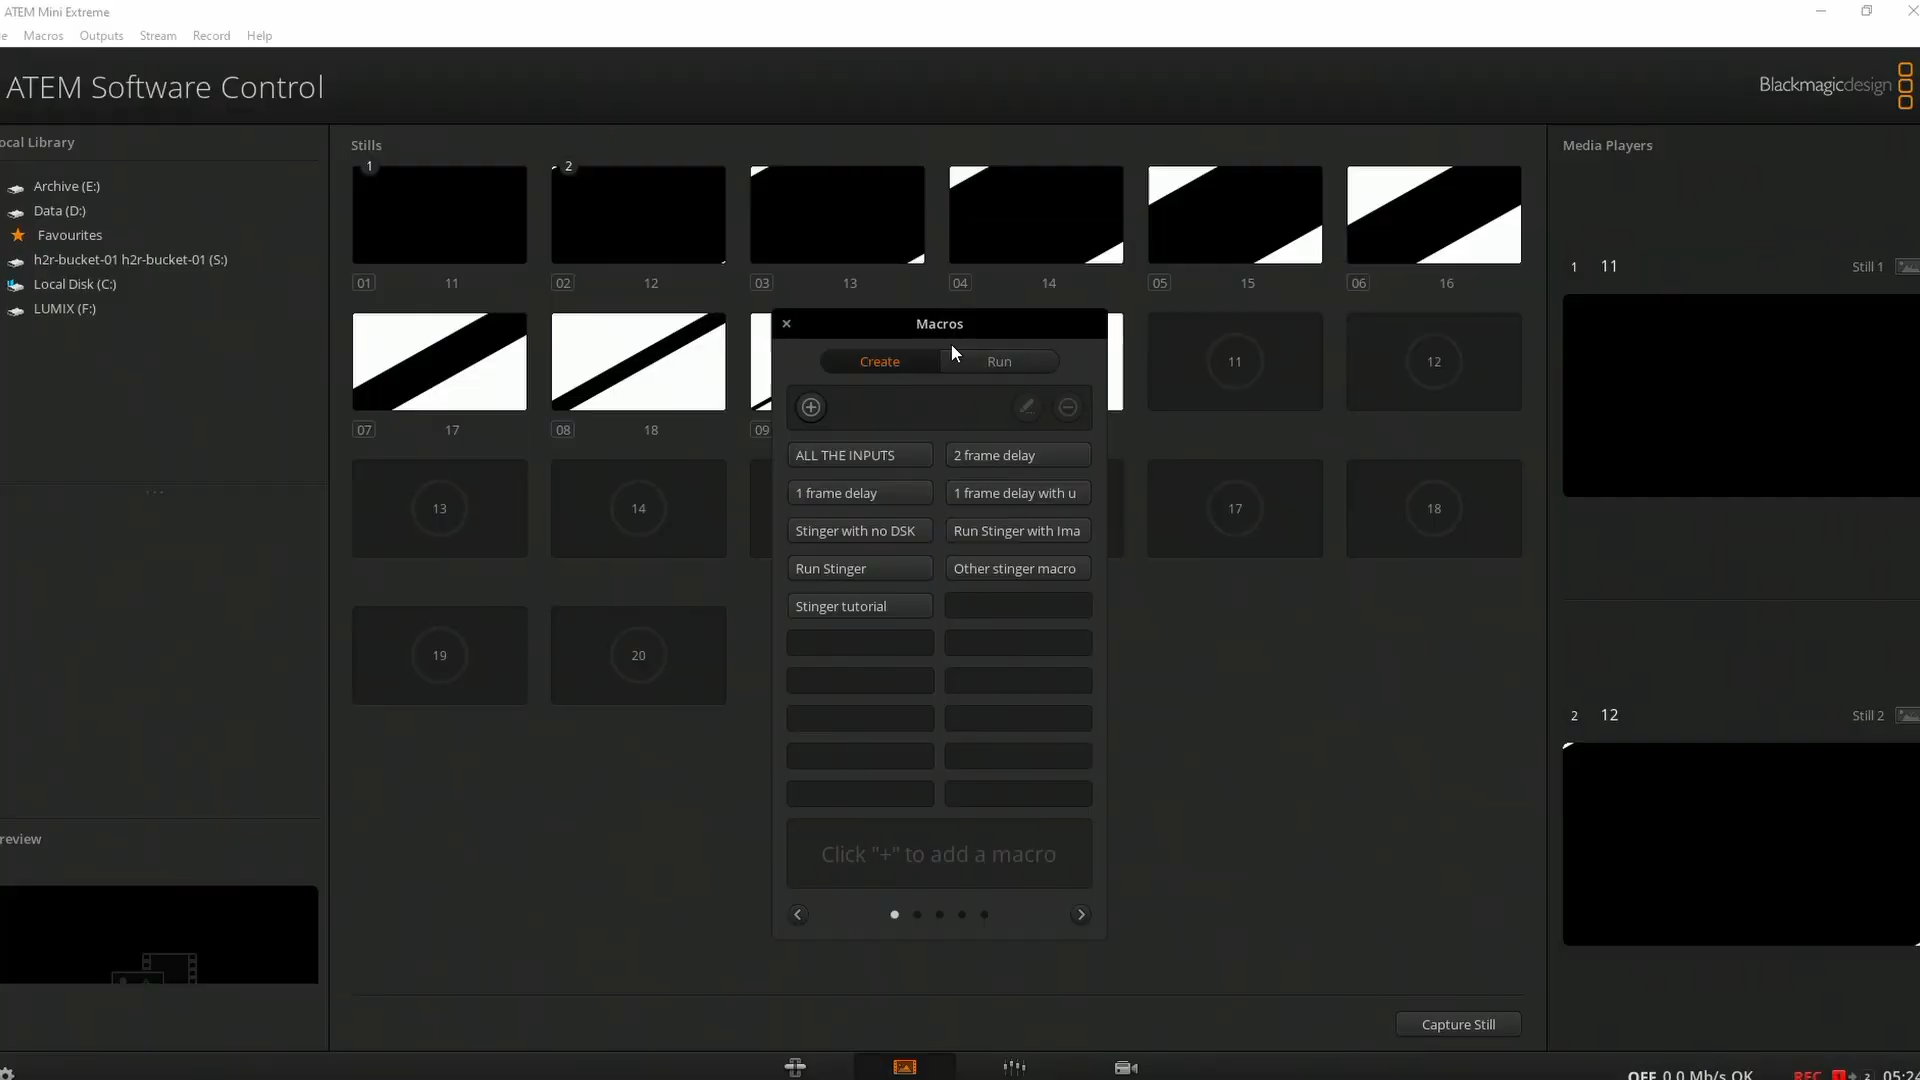 ATEM Mini Extreme
e Macros Outputs Stream Record Help
ATEM Software Control
Blackmagicdesign
ocal Library
Archive (E:)
Data (D:)
Favourites
h2r-bucket-01 h2r-bucket-01 (S:)
Local Disk (C:)
LUMIX (F:)
review
Stills
1 2
01 11 02 12 03 13 04 14 05 15 06 16
11 12
07 17 08 18 09
13 14 17 18
19 20
Macros
Create Run
ALL THE INPUTS 2 frame delay
1 frame delay 1 frame delay with u
Stinger with no DSK Run Stinger with Ima
Run Stinger Other stinger macro
Stinger tutorial
Click "+" to add a macro
Capture Still
Media Players
1 11 Still 1
2 12 Still 2
OFF 0.0 Mb/s OK REC 1 2 05:24